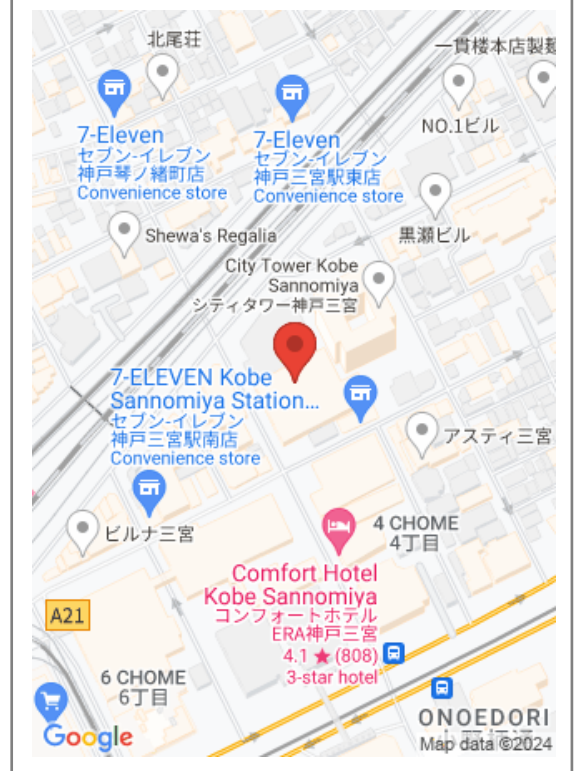 北尾荘
一貫楼本店製麺
7-Eleven
セブン-イレブン
神戸琴ノ緒町店
Convenience store
7-Eleven
セブン-イレブン
神戸三宮駅東店
Convenience store
NO.1ビル
Shewa's Regalia
黒瀬ビル
City Tower Kobe
Sannomiya
シティタワー神戸三宮
7-ELEVEN Kobe
Sannomiya Station...
セブン-イレブン
神戸三宮駅南店
Convenience store
アスティ三宮
ビルナ三宮
4 CHOME
4丁目
Comfort Hotel
Kobe Sannomiya
コンフォートホテル
ERA神戸三宮
4.1 ★ (808)
3-star hotel
A21
6 CHOME
6丁目
ONOEDORI
Google
Map data ©2024